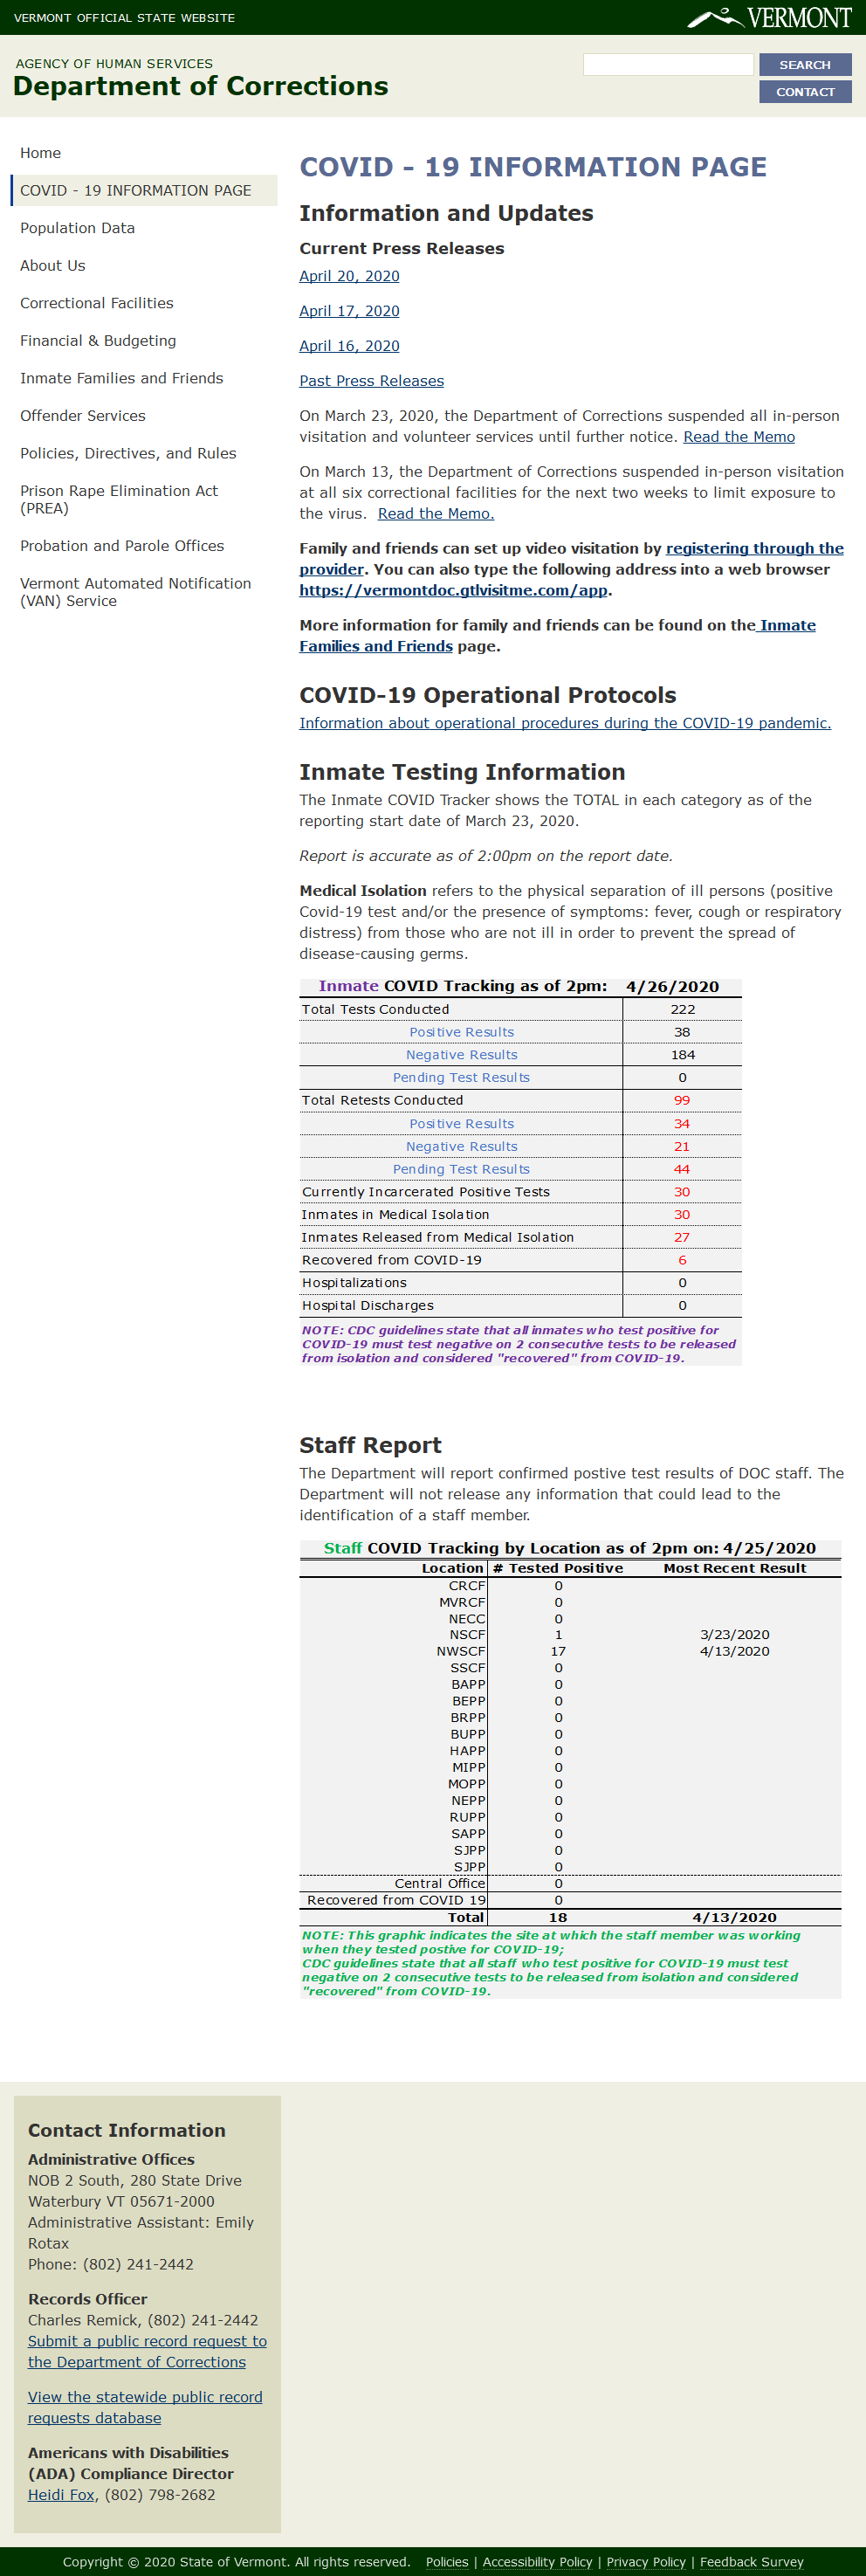 VERMONT OFFICIAL STATE WEBSITE
VERMONT
AGENCY OF HUMAN SERVICES
Department of Corrections
SEARCH
CONTACT
Home
COVID - 19 INFORMATION PAGE
Population Data
About Us
Correctional Facilities
Financial & Budgeting
Inmate Families and Friends
Offender Services
Policies, Directives, and Rules
Prison Rape Elimination Act
(PREA)
Probation and Parole Offices
Vermont Automated Notification
(VAN) Service
COVID - 19 INFORMATION PAGE
Information and Updates
Current Press Releases
April 20, 2020
April 17, 2020
April 16, 2020
Past Press Releases
On March 23, 2020, the Department of Corrections suspended all in-person
visitation and volunteer services until further notice. Read the Memo
On March 13, the Department of Corrections suspended in-person visitation
at all six correctional facilities for the next two weeks to limit exposure to
the virus.  Read the Memo.
Family and friends can set up video visitation by registering through the
provider. You can also type the following address into a web browser
https://vermontdoc.gtlvisitme.com/app.
More information for family and friends can be found on the Inmate
Families and Friends page.
COVID-19 Operational Protocols
Information about operational procedures during the COVID-19 pandemic.
Inmate Testing Information
The Inmate COVID Tracker shows the TOTAL in each category as of the
reporting start date of March 23, 2020.
Report is accurate as of 2:00pm on the report date.
Medical Isolation refers to the physical separation of ill persons (positive
Covid-19 test and/or the presence of symptoms: fever, cough or respiratory
distress) from those who are not ill in order to prevent the spread of
disease-causing germs.
Inmate COVID Tracking as of 2pm: 4/26/2020
Total Tests Conducted 222
Positive Results 38
Negative Results 184
Pending Test Results 0
Total Retests Conducted 99
Positive Results 34
Negative Results 21
Pending Test Results 44
Currently Incarcerated Positive Tests 30
Inmates in Medical Isolation 30
Inmates Released from Medical Isolation 27
Recovered from COVID-19 6
Hospitalizations 0
Hospital Discharges 0
NOTE: CDC guidelines state that all inmates who test positive for
COVID-19 must test negative on 2 consecutive tests to be released
from isolation and considered "recovered" from COVID-19.
Staff Report
The Department will report confirmed postive test results of DOC staff. The
Department will not release any information that could lead to the
identification of a staff member.
Staff COVID Tracking by Location as of 2pm on: 4/25/2020
Location # Tested Positive Most Recent Result
CRCF 0
MVRCF 0
NECC 0
NSCF 1 3/23/2020
NWSCF 17 4/13/2020
SSCF 0
BAPP 0
BEPP 0
BRPP 0
BUPP 0
HAPP 0
MIPP 0
MOPP 0
NEPP 0
RUPP 0
SAPP 0
SJPP 0
SJPP 0
Central Office 0
Recovered from COVID 19 0
Total 18 4/13/2020
NOTE: This graphic indicates the site at which the staff member was working
when they tested postive for COVID-19;
CDC guidelines state that all staff who test positive for COVID-19 must test
negative on 2 consecutive tests to be released from isolation and considered
"recovered" from COVID-19.
Contact Information
Administrative Offices
NOB 2 South, 280 State Drive
Waterbury VT 05671-2000
Administrative Assistant: Emily
Rotax
Phone: (802) 241-2442
Records Officer
Charles Remick, (802) 241-2442
Submit a public record request to
the Department of Corrections
View the statewide public record
requests database
Americans with Disabilities
(ADA) Compliance Director
Heidi Fox, (802) 798-2682
Copyright © 2020 State of Vermont. All rights reserved. Policies | Accessibility Policy | Privacy Policy | Feedback Survey